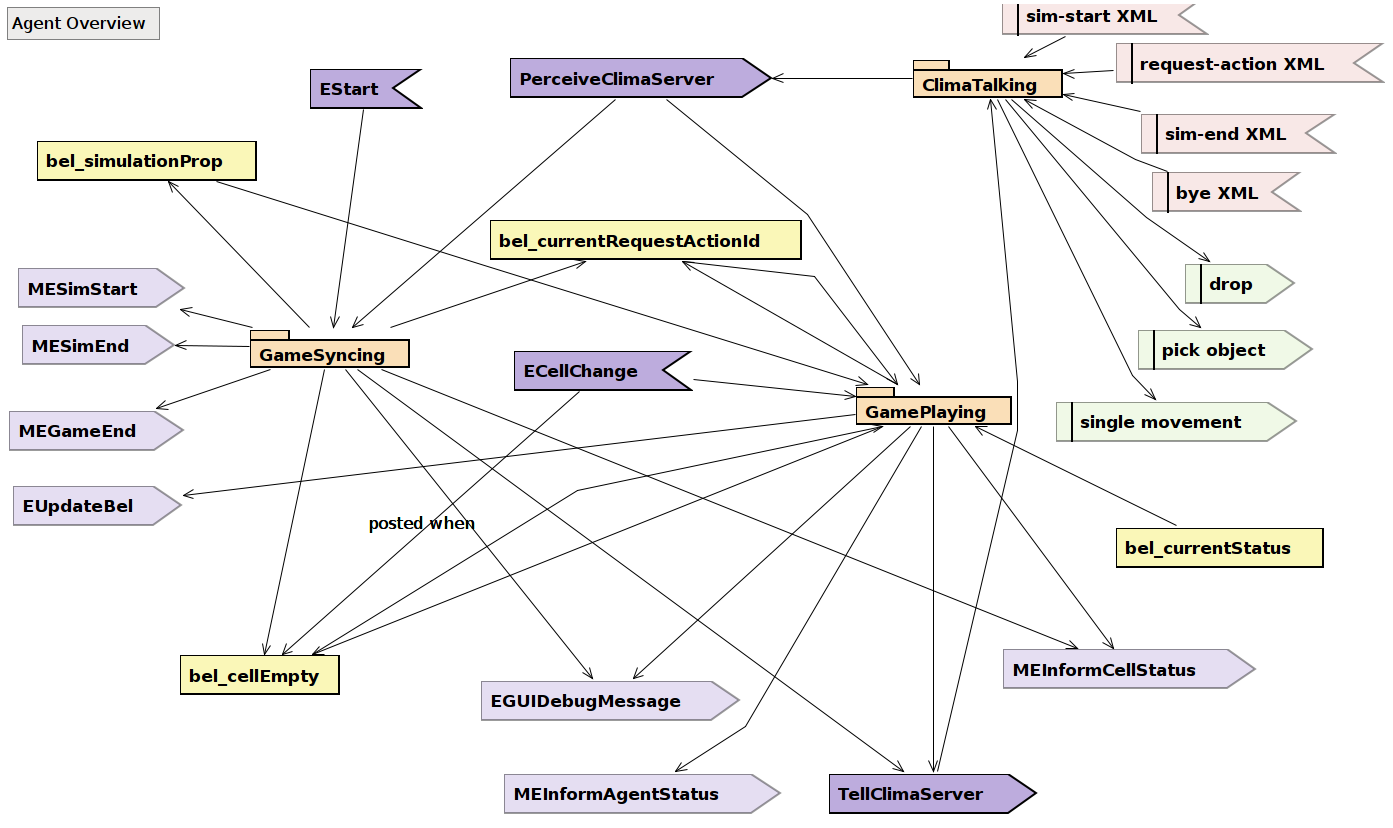 Agent Overview
sim-start XML
request-action XML
EStart
PerceiveClimaServer
ClimaTalking
sim-end XML
bel_simulationProp
bye XML
bel_currentRequestActionId
MESimStart
drop
MESimEnd
GameSyncing
pick object
ECellChange
GamePlaying
MEGameEnd
single movement
EUpdateBel
posted when
bel_currentStatus
bel_cellEmpty
MEInformCellStatus
EGUIDebugMessage
MEInformAgentStatus
TellClimaServer